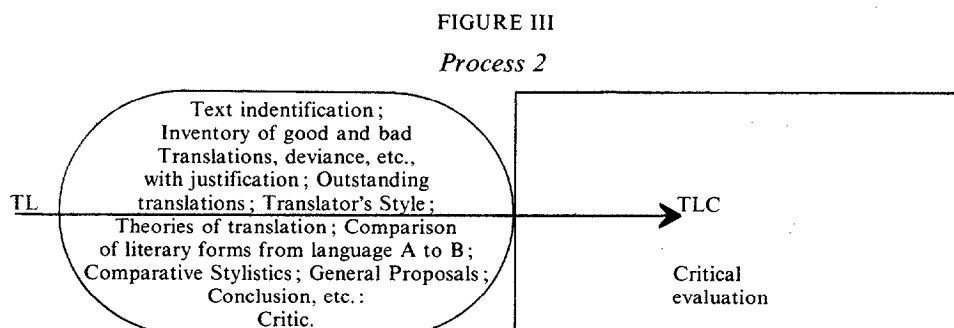 FIGURE III
Process 2
Text indentification;
Inventory of good and bad
Translations, deviance, etc.,
with justification; Outstanding
TL
translations; Translator's Style;
TLC
Theories of translation; Comparison
of literary forms from language A to B;
Comparative Stylistics; General Proposals;
Conclusion, etc.:
Critic.
Critical
evaluation